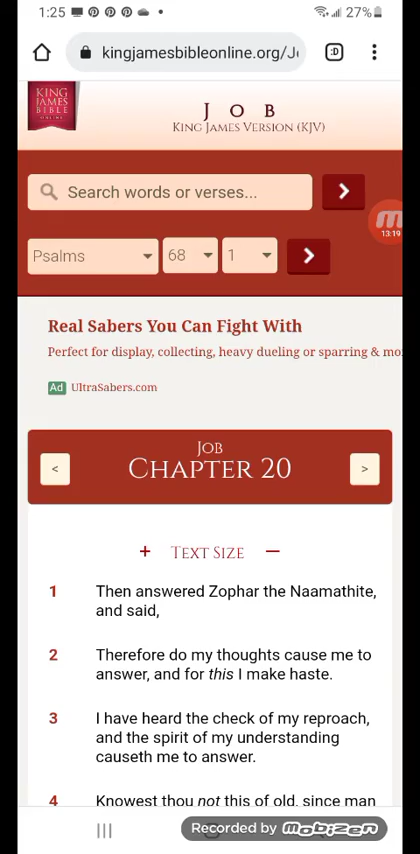 1:25
27%
kingjamesbibleonline.org/J
:D
KING
JAMES
BIBLE
ONLINE
JOB
KING JAMES VERSION (KJV)
Search words or verses...
13:19
Psalms 68 1
Real Sabers You Can Fight With
Perfect for display, collecting, heavy dueling or sparring & mo
Ad UltraSabers.com
JOB
< CHAPTER 20 >
+ TEXT SIZE −
1 Then answered Zophar the Naamathite,
and said,
2 Therefore do my thoughts cause me to
answer, and for this I make haste.
3 I have heard the check of my reproach,
and the spirit of my understanding
causeth me to answer.
4 Knowest thou not this of old, since man
Recorded by mobizen